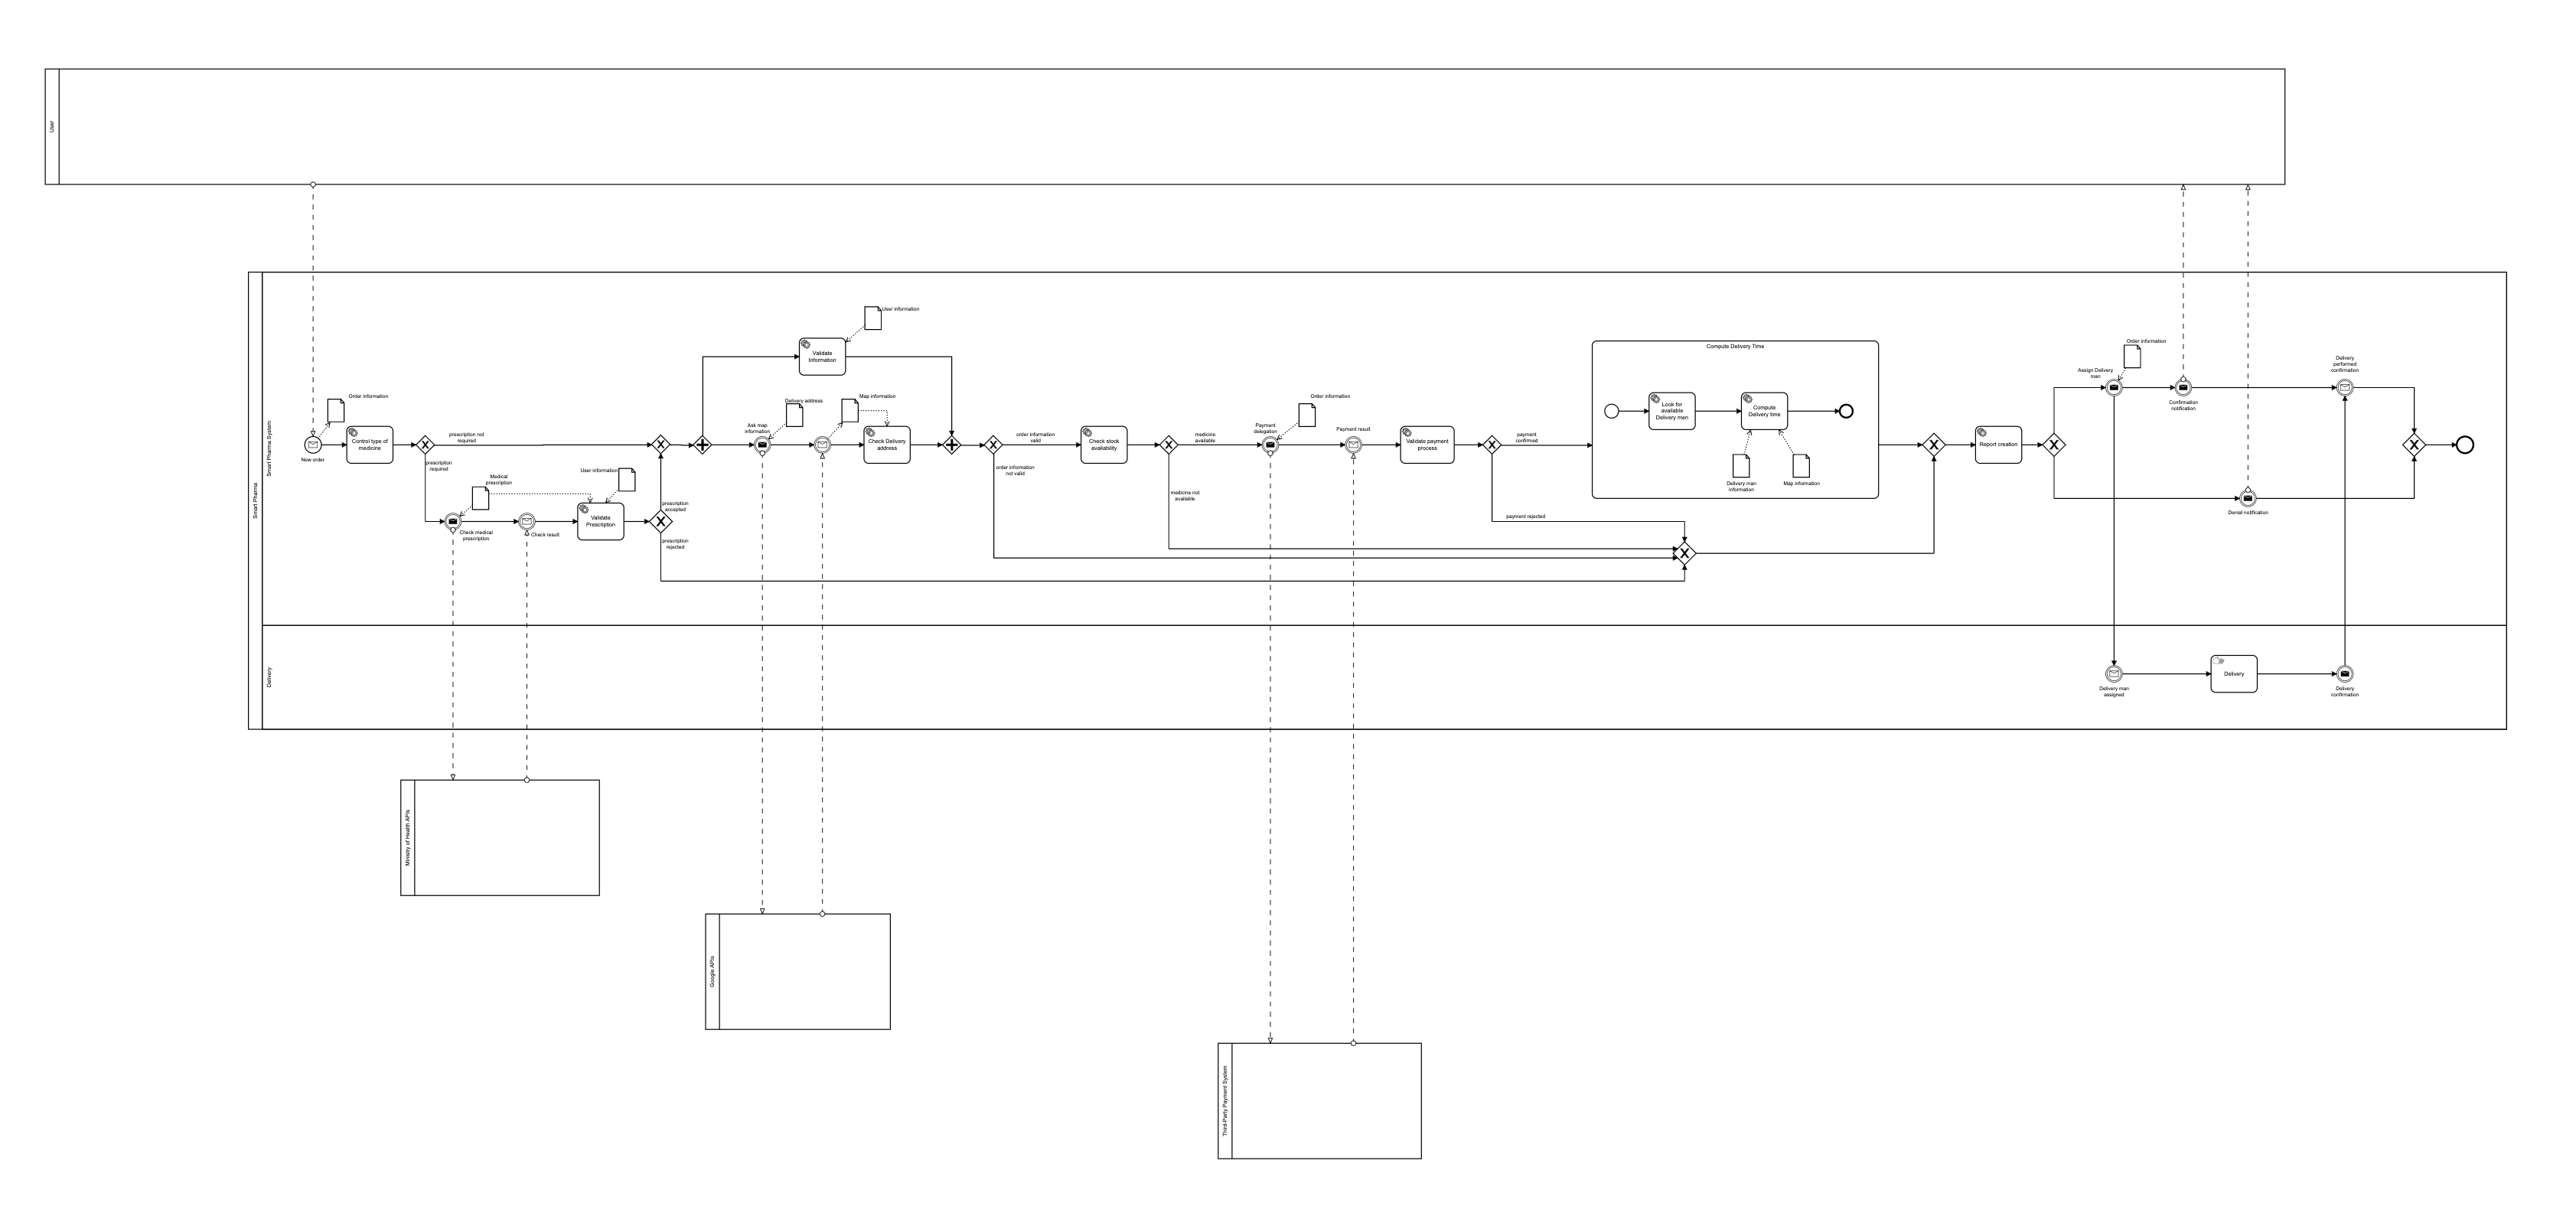 User
Smart Pharma
Smart Pharma System
New order
Order information
Control type of
medicine
prescription not
required
prescription
required
Medical
prescription
Check medical
prescription
Check result
User information
Validate
Prescription
prescription
accepted
prescription
rejected
User information
Validate
Information
Ask map
information
Delivery address
Map information
Check Delivery
address
order information
valid
order information
not valid
Check stock
availability
medicine
available
medicine not
available
Payment
delegation
Order information
Payment result
Validate payment
process
payment
confirmed
payment rejected
Compute Delivery Time
Look for
available
Delivery men
Compute
Delivery time
Delivery man
information
Map information
Report creation
Assign Delivery
man
Order information
Confirmation
notification
Denial notification
Delivery
performed
confirmation
Delivery
Delivery man
assigned
Delivery
Delivery
confirmation
Ministry of Health APIs
Google APIs
Third-Party Payment System